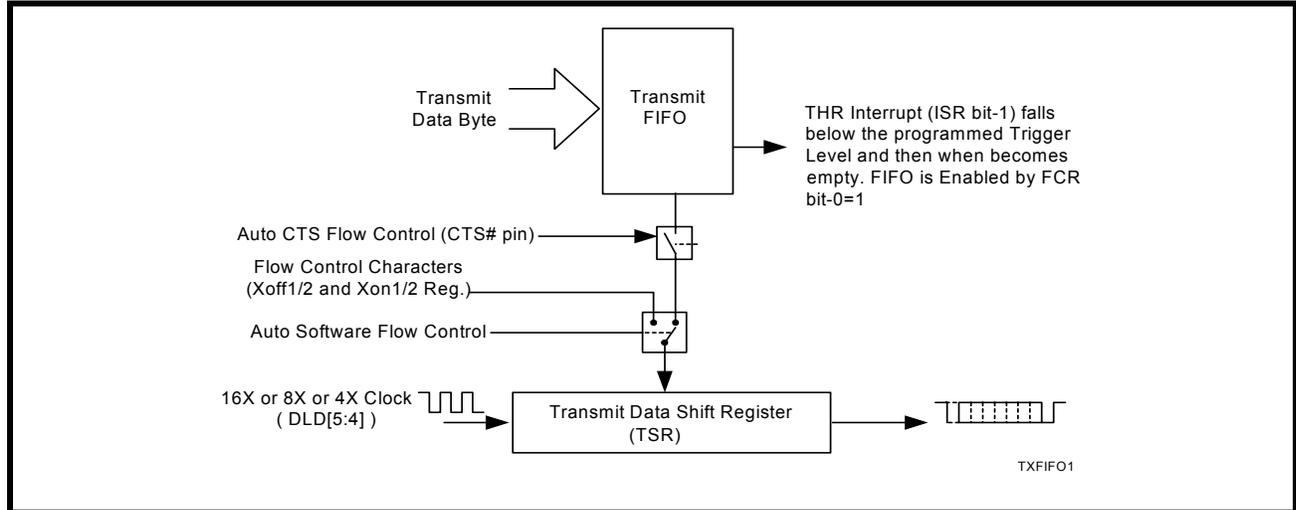 Transmit
Data Byte
Transmit
FIFO
THR Interrupt (ISR bit-1) falls
below the programmed Trigger
Level and then when becomes
empty. FIFO is Enabled by FCR
bit-0=1
Auto CTS Flow Control (CTS# pin)
Flow Control Characters
(Xoff1/2 and Xon1/2 Reg.)
Auto Software Flow Control
16X or 8X or 4X Clock
( DLD[5:4] )
Transmit Data Shift Register
(TSR)
TXFIFO1